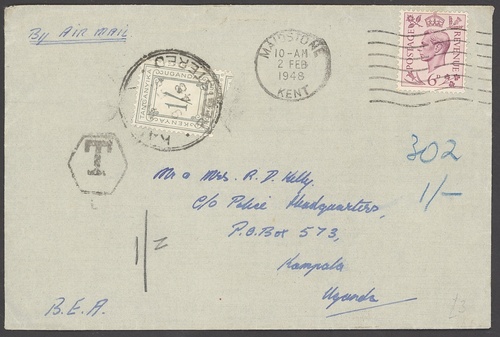 By AIR MAIL
MAIDSTONE
10-AM
2 FEB
1948
KENT
POSTAGE REVENUE
6D
REGISTERED
TANGANYIKA
KENYA
1/-
T
302
1/-
Mr & Mrs. R. D. Kelly.
C/o Police Headquarters,
P.O. Box 573,
Kampala
Uganda
1/=
B.E.A.